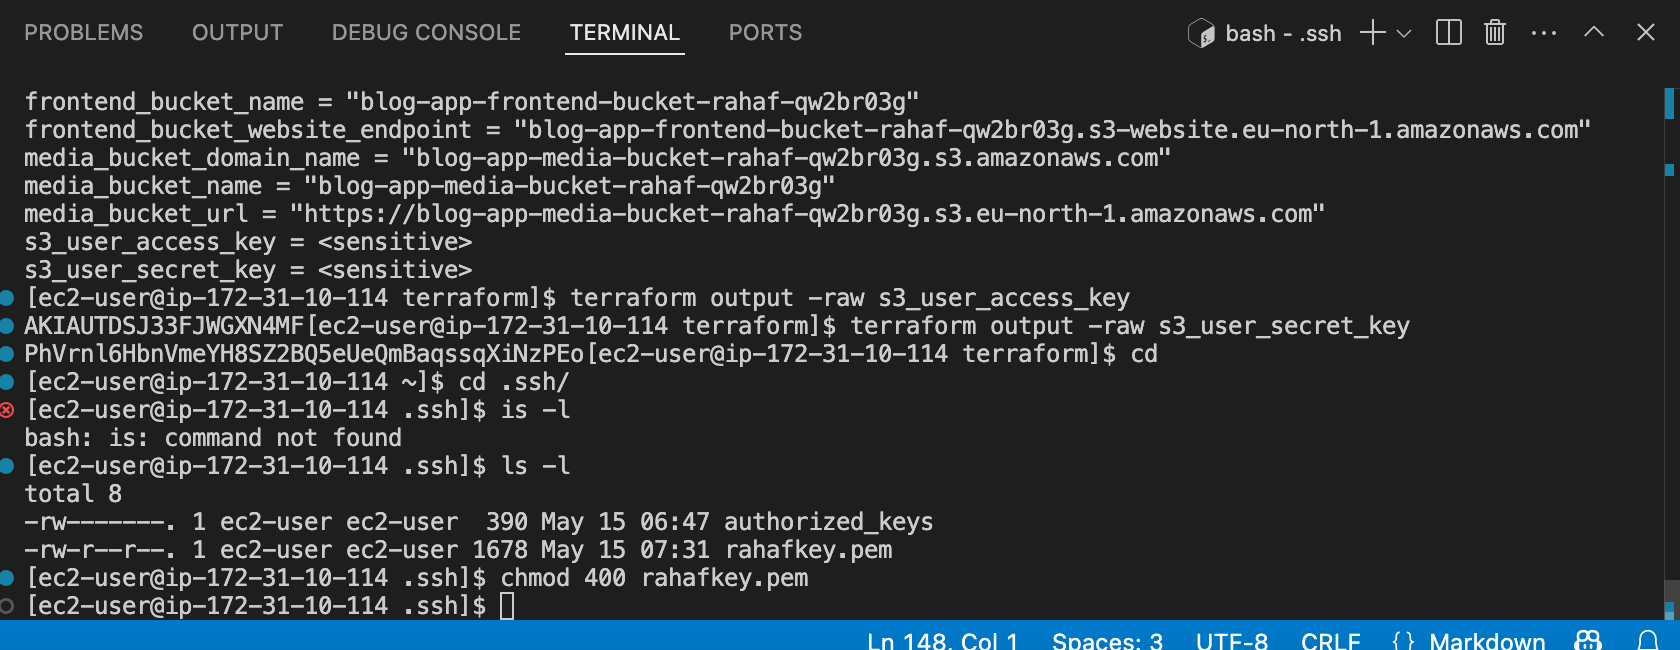 PROBLEMS OUTPUT DEBUG CONSOLE TERMINAL PORTS bash - .ssh
frontend_bucket_name = "blog-app-frontend-bucket-rahaf-qw2br03g"
frontend_bucket_website_endpoint = "blog-app-frontend-bucket-rahaf-qw2br03g.s3-website.eu-north-1.amazonaws.com"
media_bucket_domain_name = "blog-app-media-bucket-rahaf-qw2br03g.s3.amazonaws.com"
media_bucket_name = "blog-app-media-bucket-rahaf-qw2br03g"
media_bucket_url = "https://blog-app-media-bucket-rahaf-qw2br03g.s3.eu-north-1.amazonaws.com"
s3_user_access_key = <sensitive>
s3_user_secret_key = <sensitive>
[ec2-user@ip-172-31-10-114 terraform]$ terraform output -raw s3_user_access_key
AKIAUTDSJ33FJWGXN4MF[ec2-user@ip-172-31-10-114 terraform]$ terraform output -raw s3_user_secret_key
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[ec2-user@ip-172-31-10-114 terraform]$ cd
[ec2-user@ip-172-31-10-114 ~]$ cd .ssh/
[ec2-user@ip-172-31-10-114 .ssh]$ is -l
bash: is: command not found
[ec2-user@ip-172-31-10-114 .ssh]$ ls -l
total 8
-rw-------. 1 ec2-user ec2-user  390 May 15 06:47 authorized_keys
-rw-r--r--. 1 ec2-user ec2-user 1678 May 15 07:31 rahafkey.pem
[ec2-user@ip-172-31-10-114 .ssh]$ chmod 400 rahafkey.pem
[ec2-user@ip-172-31-10-114 .ssh]$
Ln 148, Col 1 Spaces: 3 UTF-8 CRLF {} Markdown